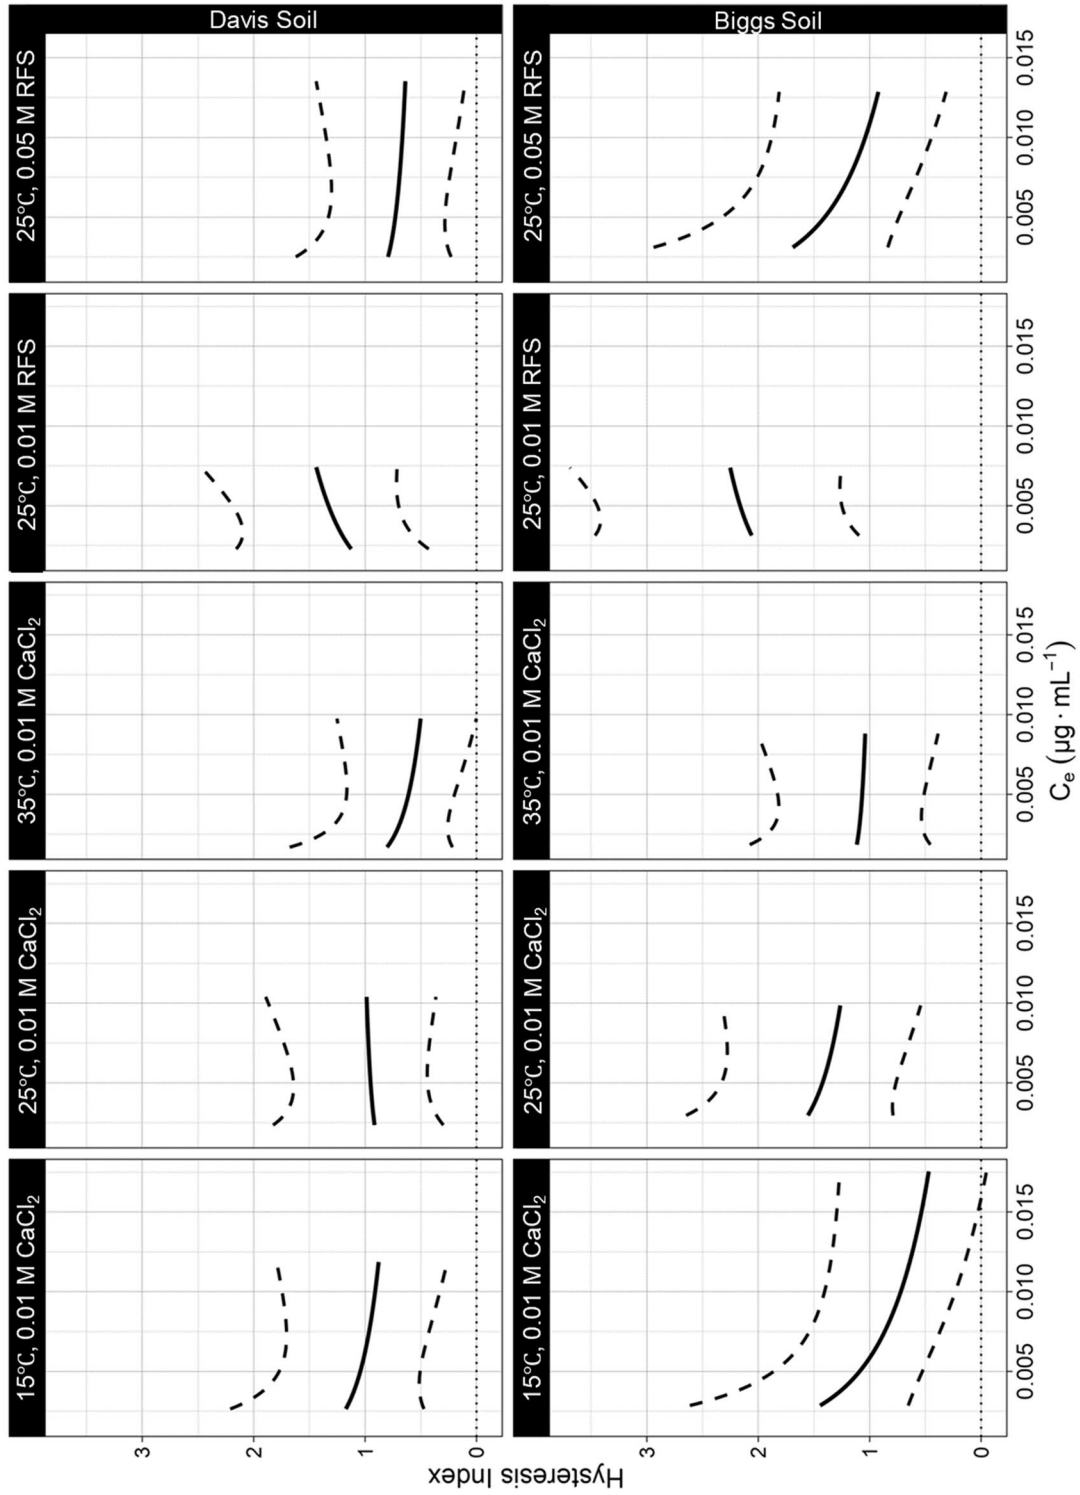 15°C, 0.01 M CaCl₂
25°C, 0.01 M CaCl₂
35°C, 0.01 M CaCl₂
25°C, 0.01 M RFS
25°C, 0.05 M RFS
Davis Soil
3
2
1
0
15°C, 0.01 M CaCl₂
25°C, 0.01 M CaCl₂
35°C, 0.01 M CaCl₂
25°C, 0.01 M RFS
25°C, 0.05 M RFS
Biggs Soil
3
2
1
0
Hysteresis Index
0.005 0.010 0.015
0.005 0.010 0.015
0.005 0.010 0.015
0.005 0.010 0.015
0.005 0.010 0.015
Cₑ (μg · mL⁻¹)